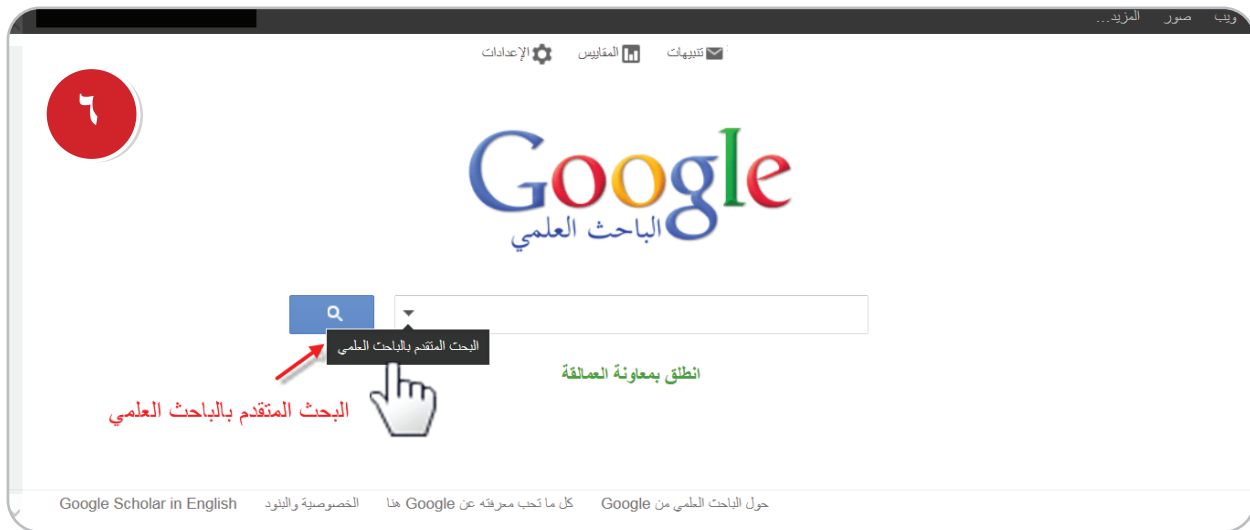 ويب صور المزيد...
تنبيهات المقاييس الإعدادات
٦
Google
الباحث العلمي
البحث المتقدم بالباحث العلمي
انطلق بمعاونة العمالقة
البحث المتقدم بالباحث العلمي
حول الباحث العلمي من Google كل ما تحب معرفته عن Google هنا الخصوصية والبنود Google Scholar in English